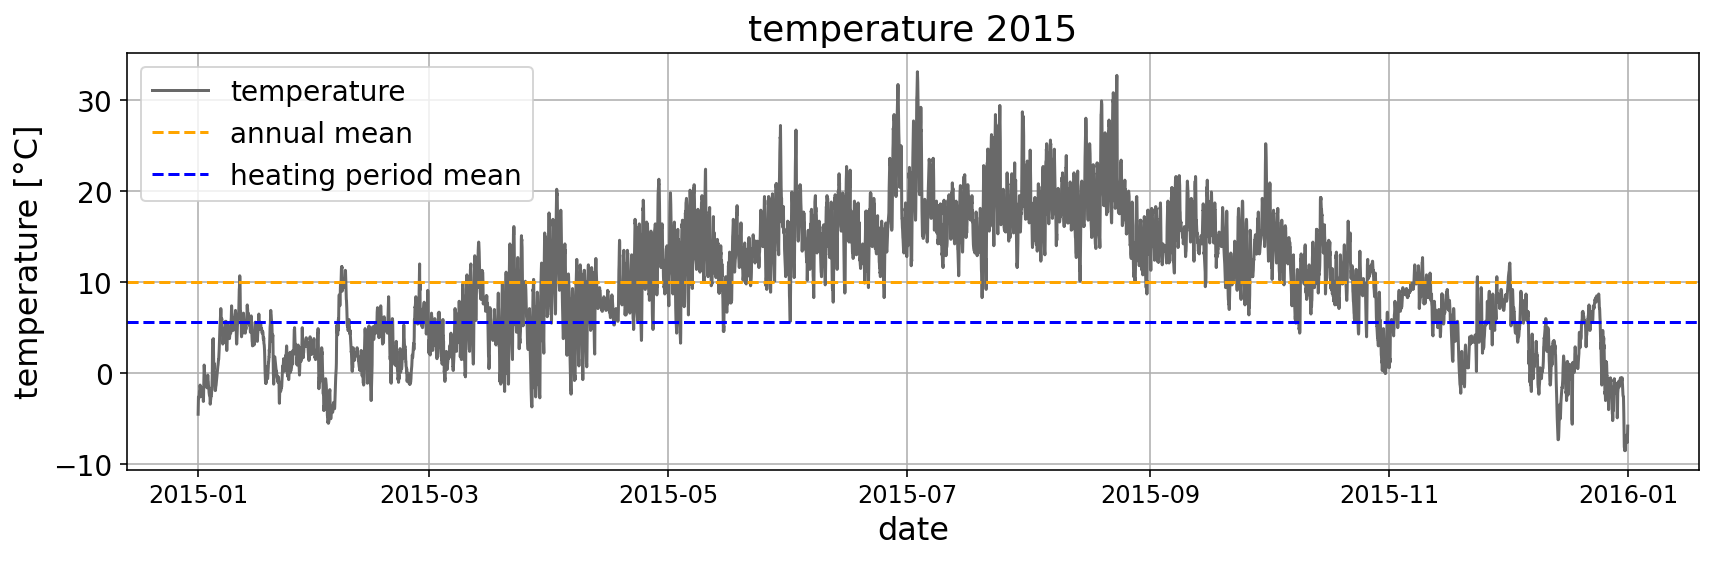 temperature 2015
temperature
annual mean
heating period mean
temperature [°C]
30
20
10
0
−10
2015-01 2015-03 2015-05 2015-07 2015-09 2015-11 2016-01
date